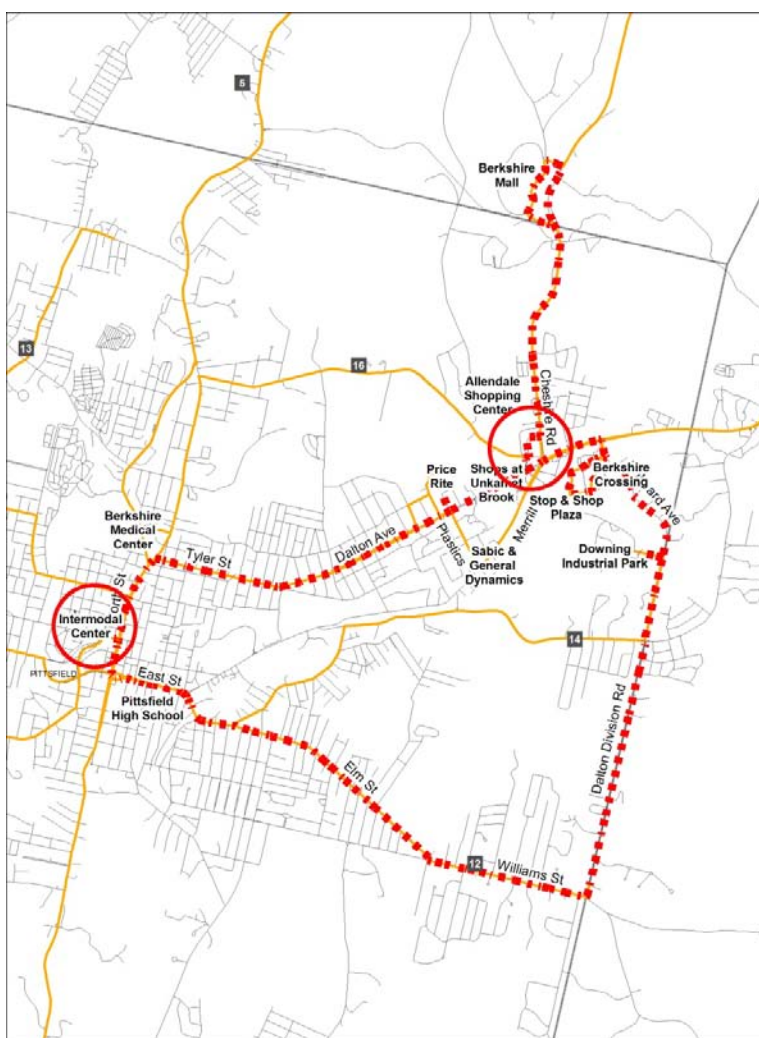 5
Berkshire
Mall
13
16
Allendale
Shopping
Center
Cheshire Rd
Price
Rite
Shops at
Unkamet
Brook
Berkshire
Crossing
Stop & Shop
Plaza
Merrill
Ave
Berkshire
Medical
Center
Tyler St
Dalton Ave
Plastics
Sabic &
General
Dynamics
Downing
Industrial Park
St
Intermodal
Center
14
PITTSFIELD
East St
Pittsfield
High School
Dalton Division Rd
Elm St
12
Williams St